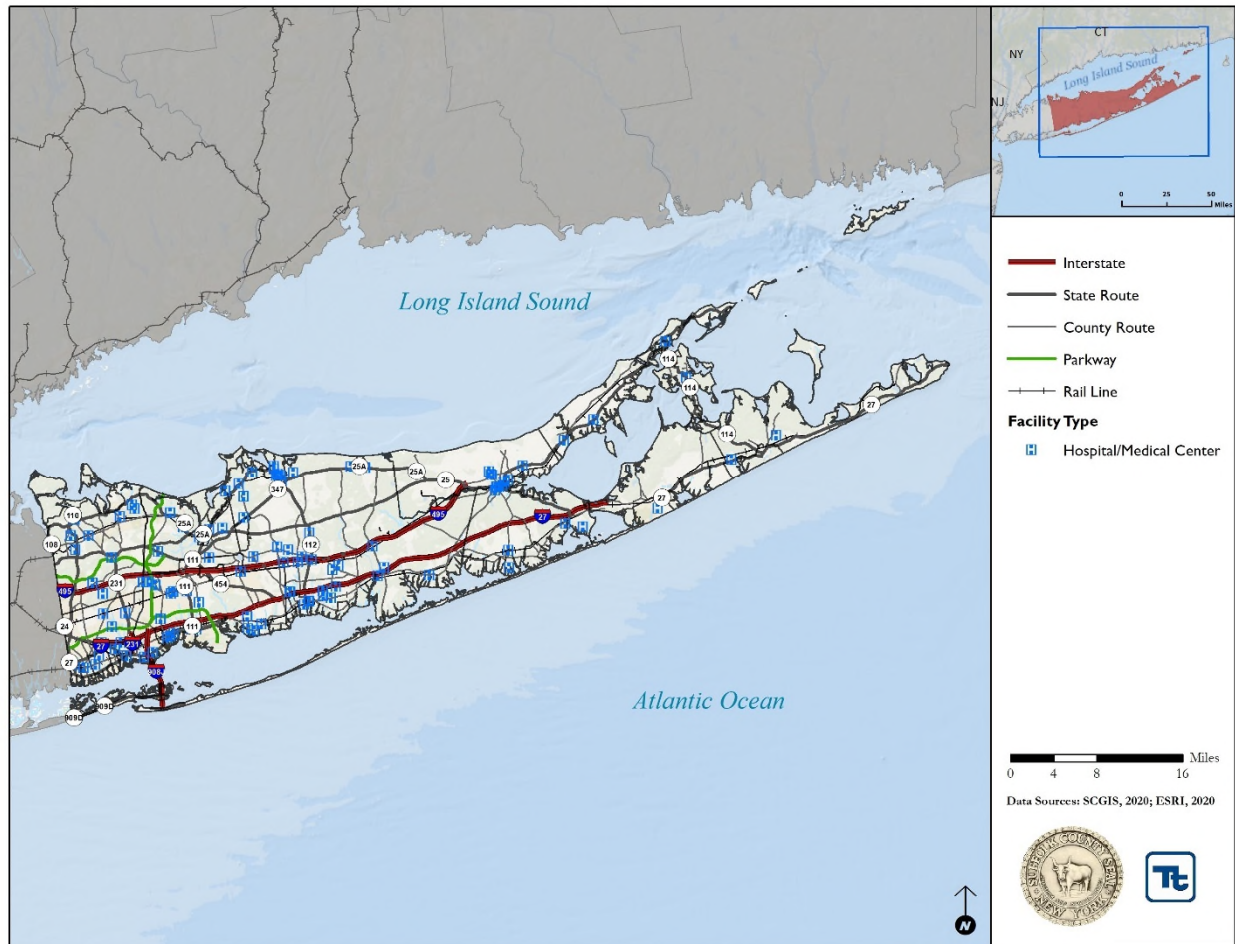 CT
NY
Long Island Sound
NJ
0 25 50
Miles
Interstate
State Route
County Route
Parkway
Rail Line
Facility Type
H Hospital/Medical Center
0 4 8 16 Miles
Data Sources: SCGIS, 2020; ESRI, 2020
SUFFOLK COUNTY SEAL
NEW YORK
Tt
N
Long Island Sound
Atlantic Ocean
114
114
27
114
27
25A
25A
25
347
110
25A
25A
108
495
27
112
111
231
111
454
495
24
111
27
231
27
908
909D
909D